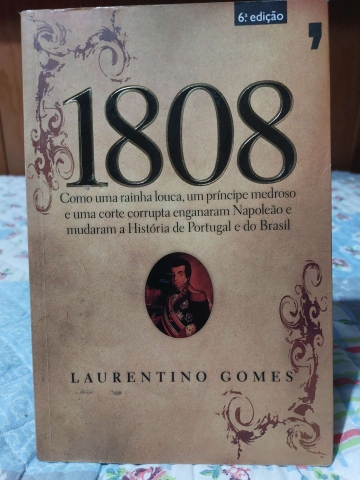 6.ª edição
1808
Como uma rainha louca, um príncipe medroso
e uma corte corrupta enganaram Napoleão e
mudaram a História de Portugal e do Brasil
LAURENTINO GOMES